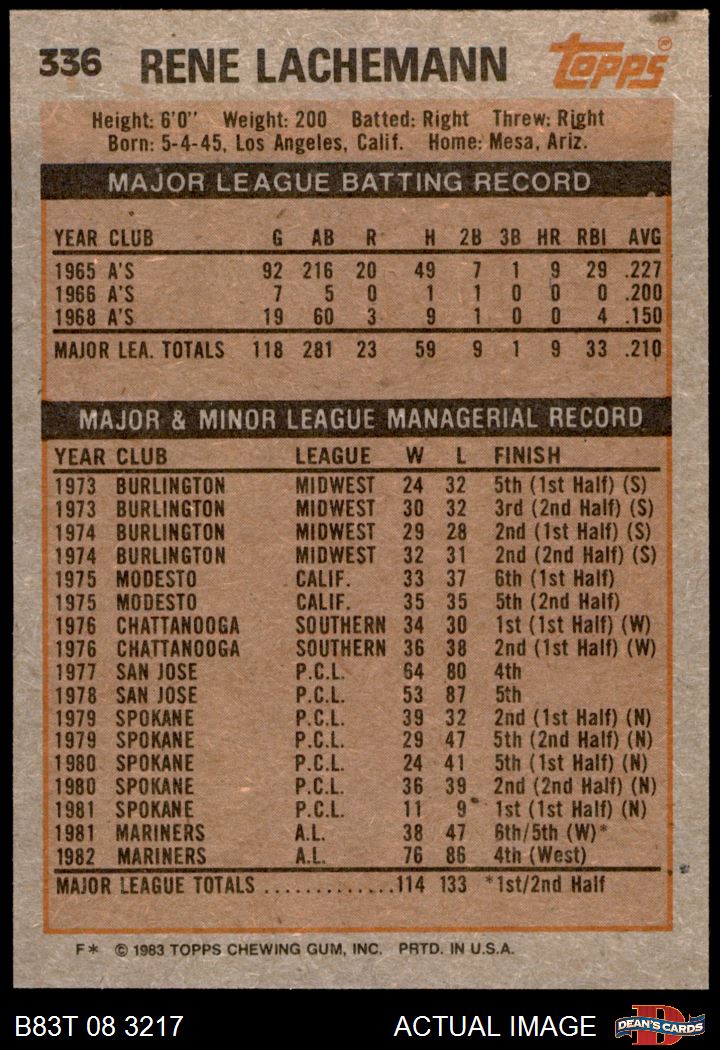 336 RENE LACHEMANN Topps®
Height: 6'0" Weight: 200 Batted: Right Threw: Right
Born: 5-4-45, Los Angeles, Calif. Home: Mesa, Ariz.
MAJOR LEAGUE BATTING RECORD
YEAR CLUB G AB R H 2B 3B HR RBI AVG
1965 A'S 92 216 20 49 7 1 9 29 .227
1966 A'S 7 5 0 1 1 0 0 0 .200
1968 A'S 19 60 3 9 1 0 0 4 .150
MAJOR LEA. TOTALS 118 281 23 59 9 1 9 33 .210
MAJOR & MINOR LEAGUE MANAGERIAL RECORD
YEAR CLUB LEAGUE W L FINISH
1973 BURLINGTON MIDWEST 24 32 5th (1st Half) (S)
1973 BURLINGTON MIDWEST 30 32 3rd (2nd Half) (S)
1974 BURLINGTON MIDWEST 29 28 2nd (1st Half) (S)
1974 BURLINGTON MIDWEST 32 31 2nd (2nd Half) (S)
1975 MODESTO CALIF. 33 37 6th (1st Half)
1975 MODESTO CALIF. 35 35 5th (2nd Half)
1976 CHATTANOOGA SOUTHERN 34 30 1st (1st Half) (W)
1976 CHATTANOOGA SOUTHERN 36 38 2nd (1st Half) (W)
1977 SAN JOSE P.C.L. 64 80 4th
1978 SAN JOSE P.C.L. 53 87 5th
1979 SPOKANE P.C.L. 39 32 2nd (1st Half) (N)
1979 SPOKANE P.C.L. 29 47 5th (2nd Half) (N)
1980 SPOKANE P.C.L. 24 41 5th (1st Half) (N)
1980 SPOKANE P.C.L. 36 39 2nd (2nd Half) (N)
1981 SPOKANE P.C.L. 11 9 1st (1st Half) (N)
1981 MARINERS A.L. 38 47 6th/5th (W)*
1982 MARINERS A.L. 76 86 4th (West)
MAJOR LEAGUE TOTALS .............114 133 *1st/2nd Half
F* © 1983 TOPPS CHEWING GUM, INC. PRTD. IN U.S.A.
B83T 08 3217 ACTUAL IMAGE D DEAN'S CARDS